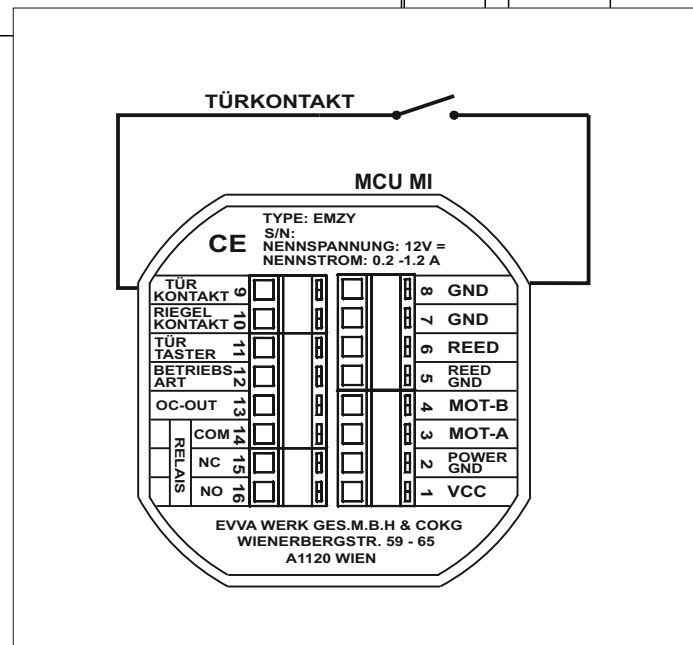 TÜRKONTAKT
MCU MI
CE
TYPE: EMZY
S/N:
NENNSPANNUNG: 12V =
NENNSTROM: 0.2 -1.2 A
TÜR
KONTAKT 9
RIEGEL
KONTAKT 10
TÜR
TASTER 11
BETRIEBS
ART 12
OC-OUT 13
RELAIS
COM 14
NC 15
NO 16
8 GND
7 GND
6 REED
5 REED
GND
4 MOT-B
3 MOT-A
2 POWER
GND
1 VCC
EVVA WERK GES.M.B.H & COKG
WIENERBERGSTR. 59 - 65
A1120 WIEN